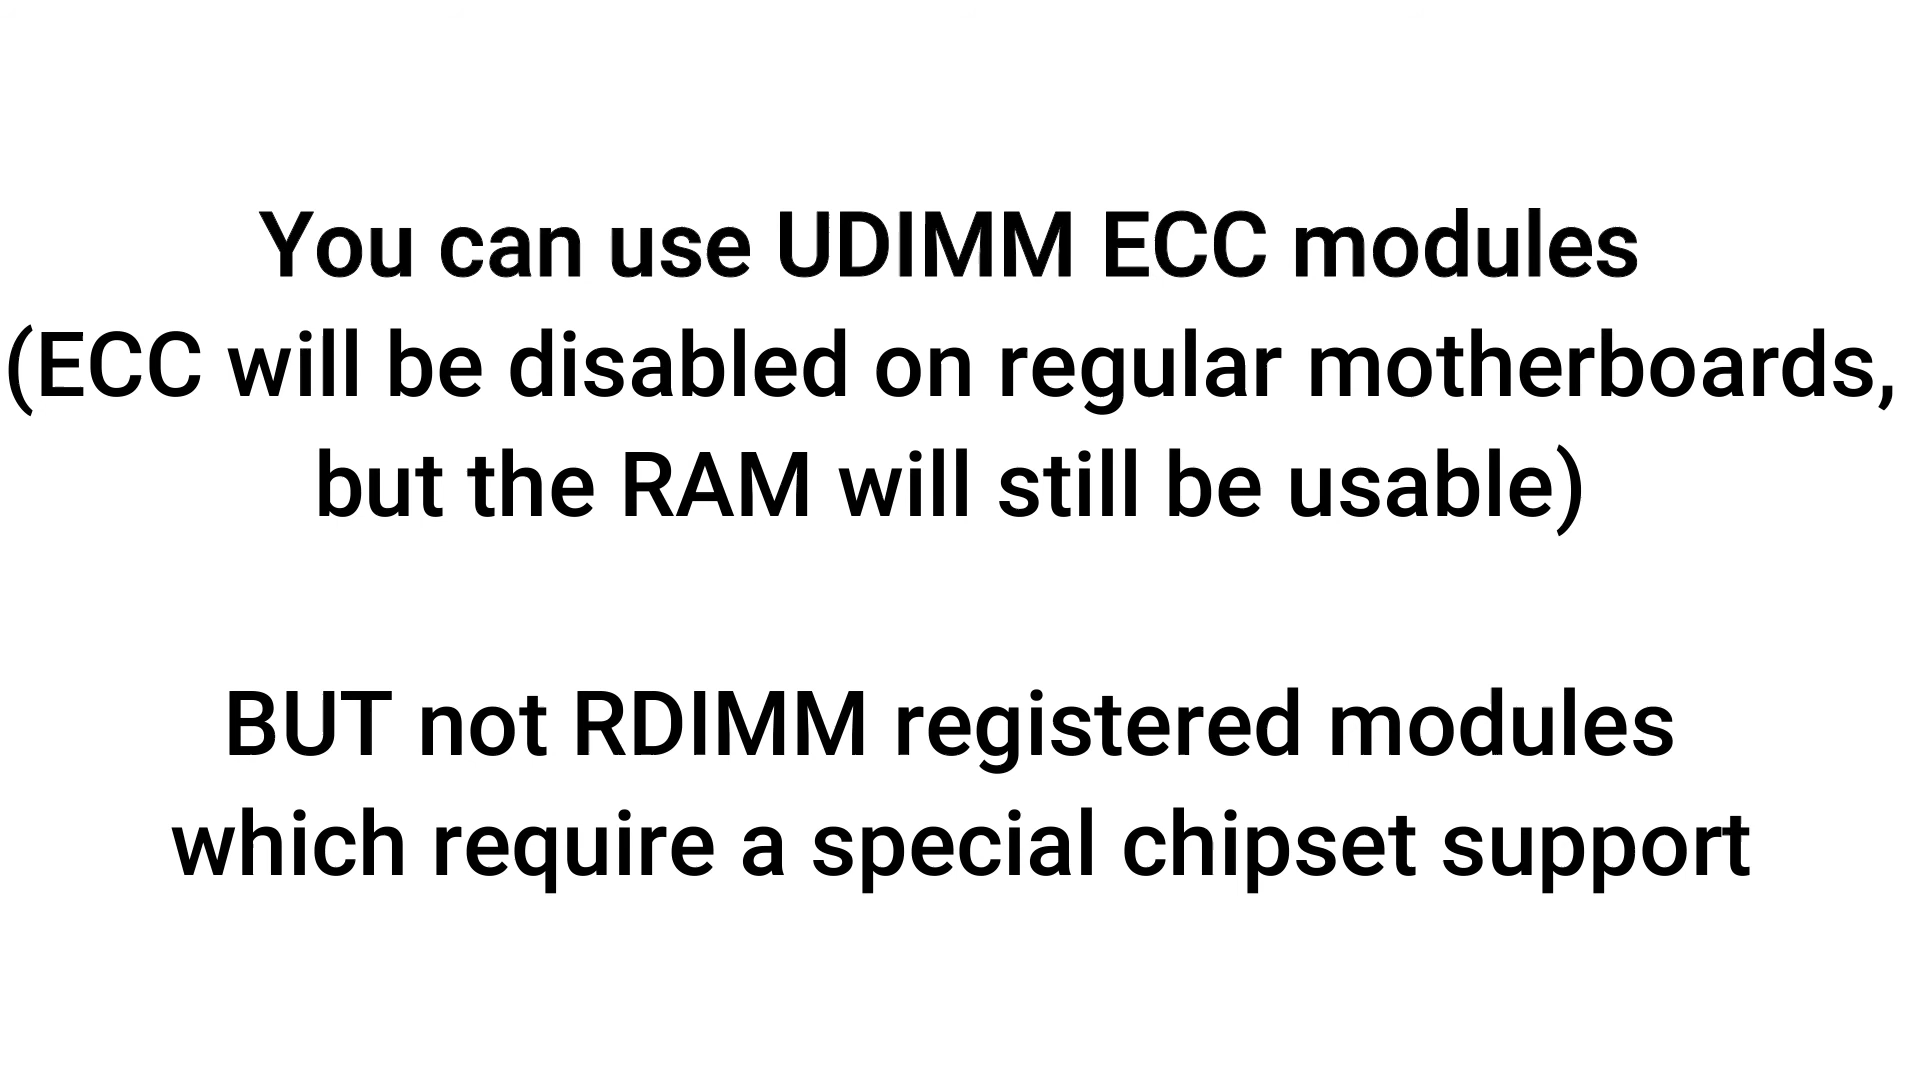 You can use UDIMM ECC modules
(ECC will be disabled on regular motherboards,
but the RAM will still be usable)
BUT not RDIMM registered modules
which require a special chipset support